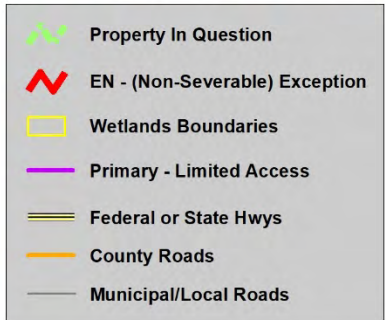 Property In Question
EN - (Non-Severable) Exception
Wetlands Boundaries
Primary - Limited Access
Federal or State Hwys
County Roads
Municipal/Local Roads